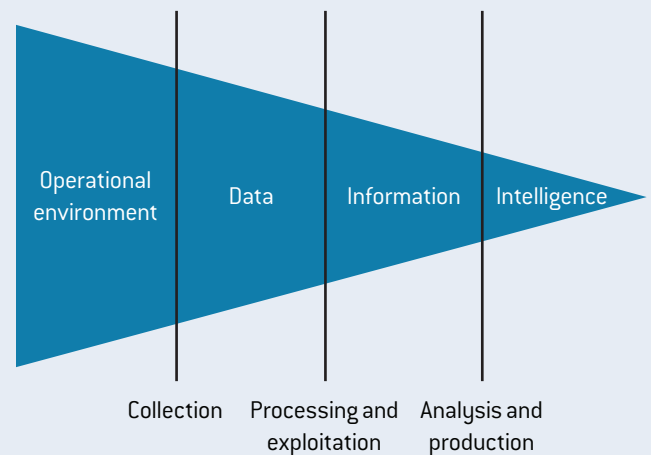 Operational
environment
Data
Information
Intelligence
Collection
Processing and
exploitation
Analysis and
production